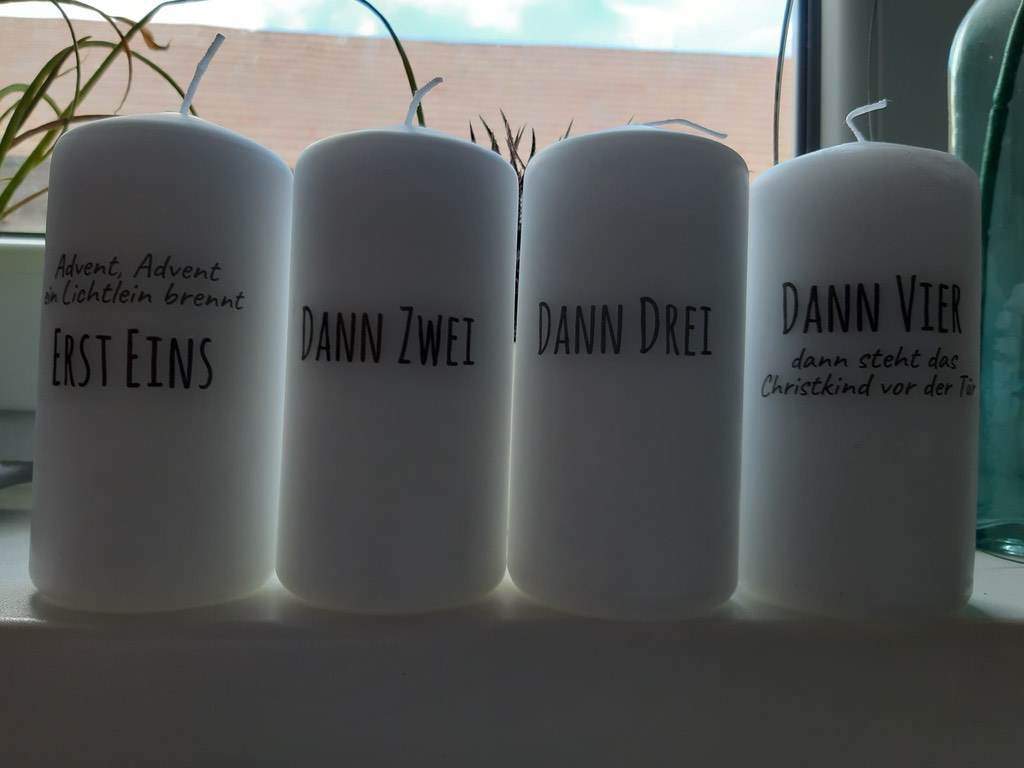 Advent, Advent
ein Lichtlein brennt
ERST EINS
DANN ZWEI
DANN DREI
DANN VIER
dann steht das
Christkind vor der Tür